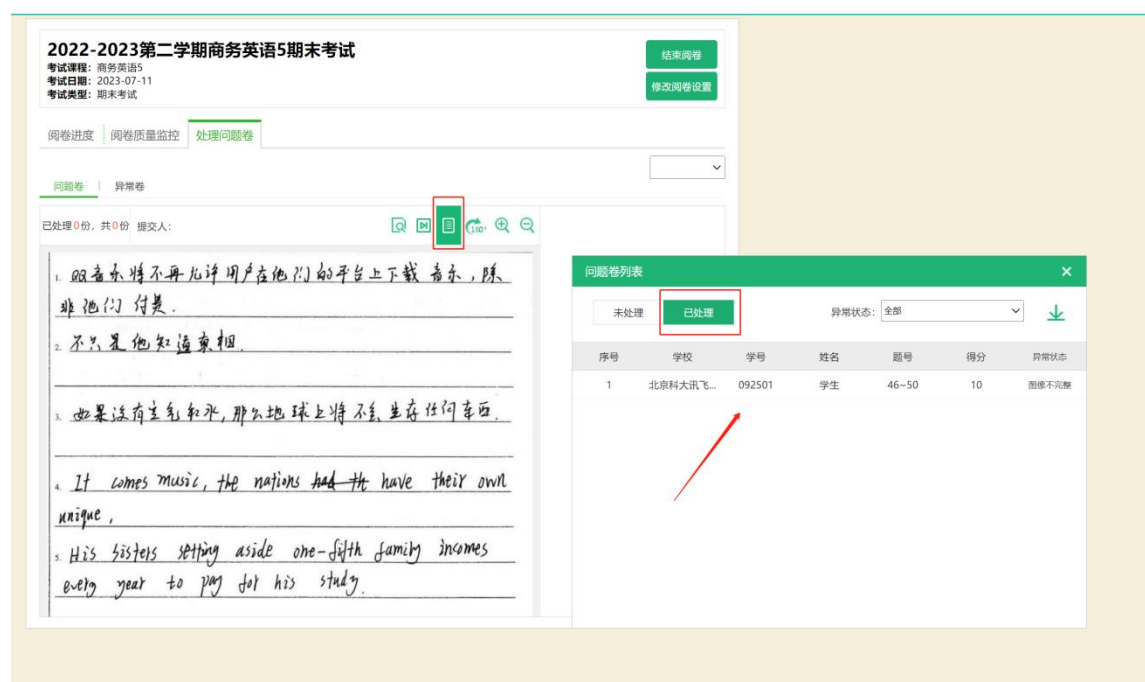 2022-2023第二学期商务英语5期末考试
考试课程：商务英语5
考试日期：2023-07-11
考试类型：期末考试
结束阅卷
修改阅卷设置
阅卷进度 阅卷质量监控 处理问题卷
问题卷 异常卷
已处理0份，共0份 提交人：
180°
1. QQ音乐将不再允许用户在他们的平台上下载音乐，除
非他们付是.
2. 不只是他知道真相.
3. 如果没有空气和水，那么地球上将不会生存任何东西.
4. It comes music, the nations had th have their own
unique,
5. His sisters setting aside one-fifth family incomes
every year to pay for his study.
问题卷列表 ×
未处理 已处理 异常状态： 全部
序号 学校 学号 姓名 题号 得分 异常状态
1 北京科大讯飞... 092501 学生 46~50 10 图像不完整